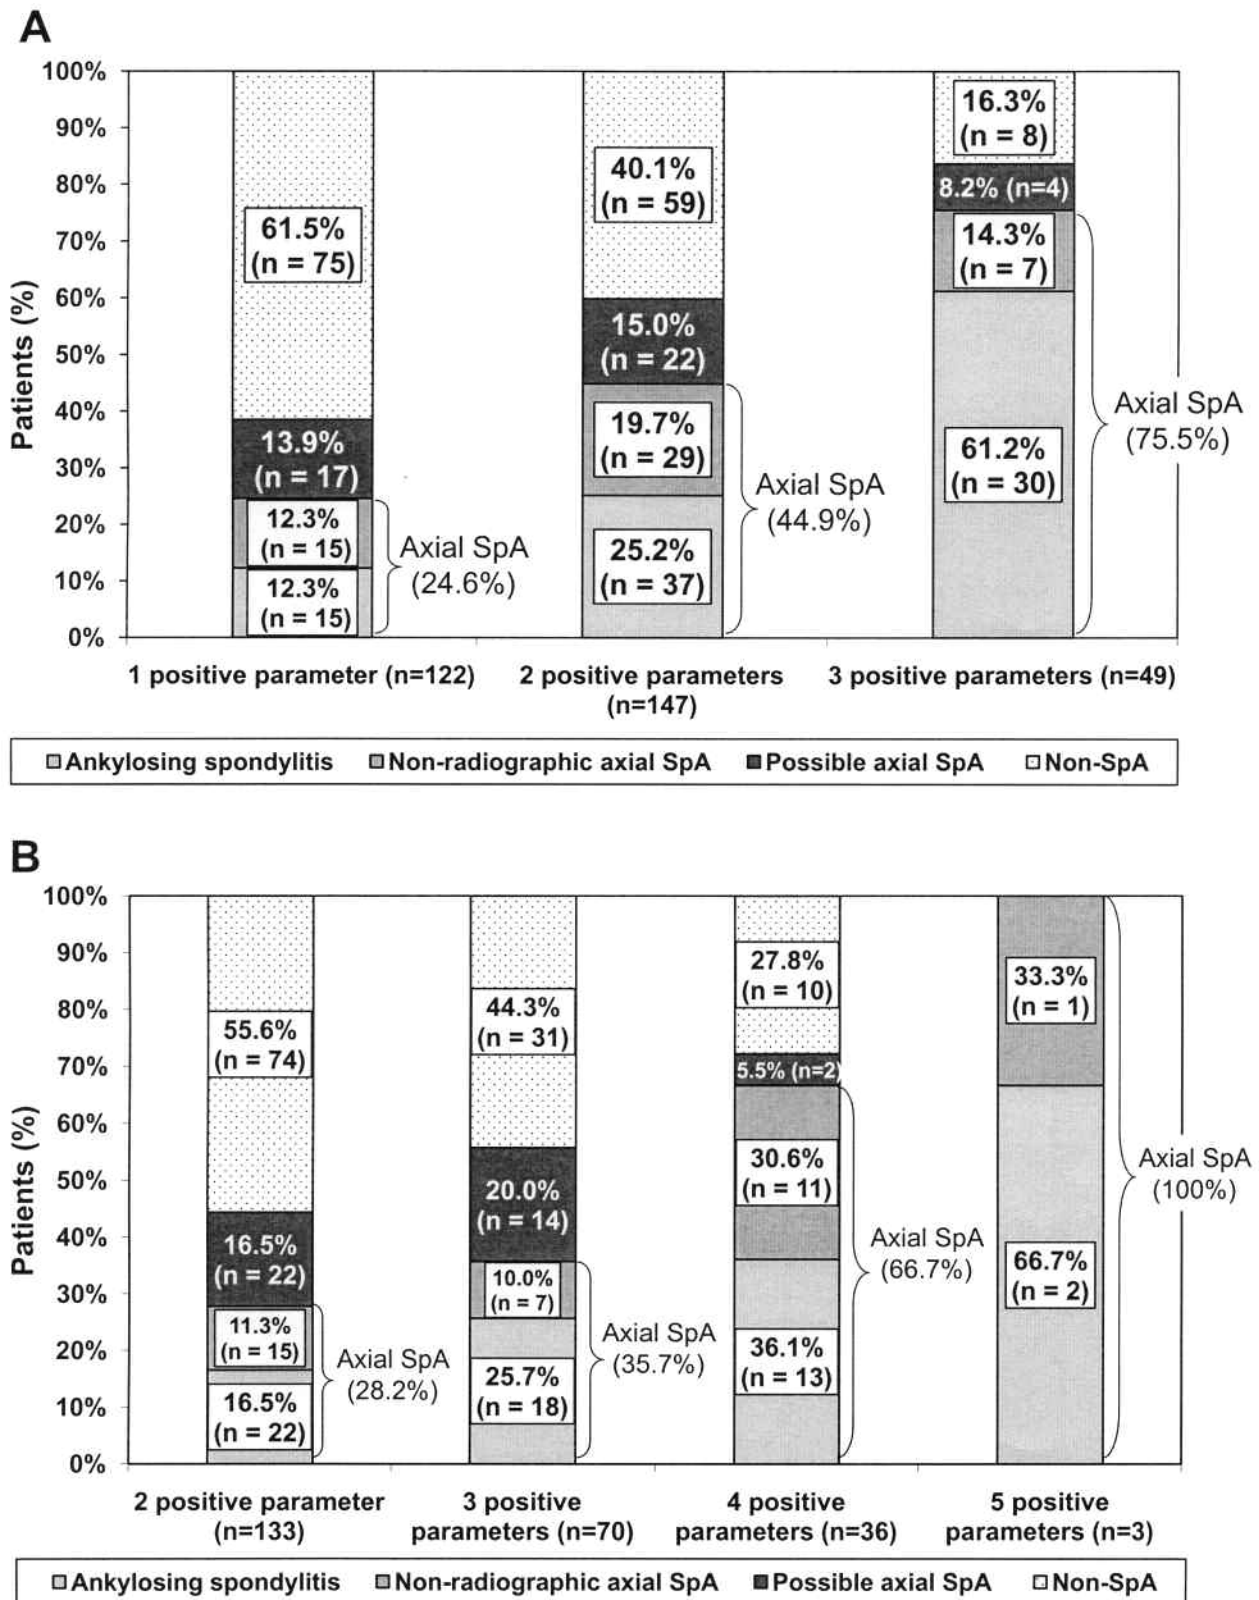 A
100%
90%
80%
70%
60%
50%
40%
30%
20%
10%
0%
Patients (%)
61.5%
(n = 75)
13.9%
(n = 17)
12.3%
(n = 15)
12.3%
(n = 15)
Axial SpA
(24.6%)
40.1%
(n = 59)
15.0%
(n = 22)
19.7%
(n = 29)
25.2%
(n = 37)
Axial SpA
(44.9%)
16.3%
(n = 8)
8.2% (n=4)
14.3%
(n = 7)
61.2%
(n = 30)
Axial SpA
(75.5%)
1 positive parameter (n=122)
2 positive parameters
(n=147)
3 positive parameters (n=49)
Ankylosing spondylitis Non-radiographic axial SpA Possible axial SpA Non-SpA
B
100%
90%
80%
70%
60%
50%
40%
30%
20%
10%
0%
Patients (%)
55.6%
(n = 74)
16.5%
(n = 22)
11.3%
(n = 15)
16.5%
(n = 22)
Axial SpA
(28.2%)
44.3%
(n = 31)
20.0%
(n = 14)
10.0%
(n = 7)
25.7%
(n = 18)
Axial SpA
(35.7%)
27.8%
(n = 10)
5.5% (n=2)
30.6%
(n = 11)
36.1%
(n = 13)
Axial SpA
(66.7%)
33.3%
(n = 1)
66.7%
(n = 2)
Axial SpA
(100%)
2 positive parameter
(n=133)
3 positive
parameters (n=70)
4 positive
parameters (n=36)
5 positive
parameters (n=3)
Ankylosing spondylitis Non-radiographic axial SpA Possible axial SpA Non-SpA